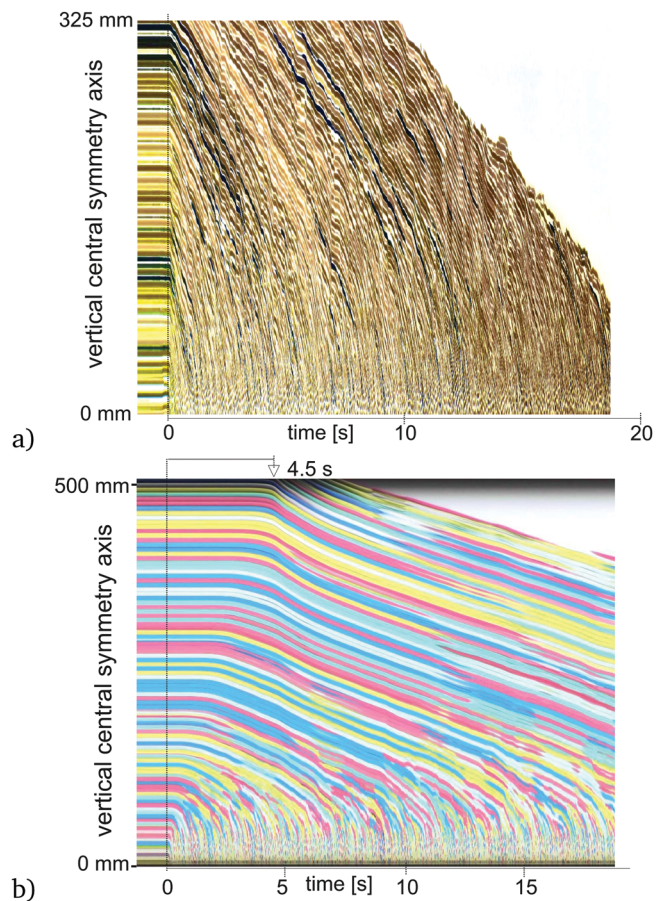 325 mm
vertical central symmetry axis
0 mm
0
10
20
time [s]
a)
4.5 s
500 mm
vertical central symmetry axis
0 mm
0
5
10
15
time [s]
b)